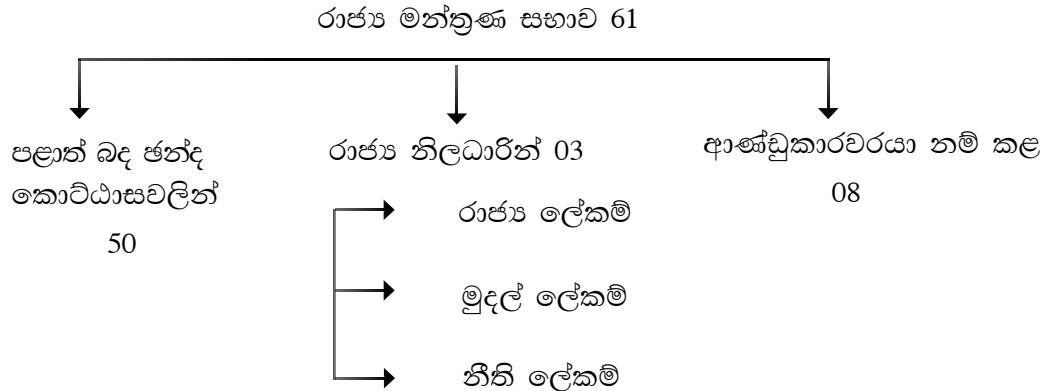 රාජ්‍ය මන්ත්‍රණ සභාව 61
පළාත් බද ඡන්ද
කොට්ඨාසවලින්
50
රාජ්‍ය නිලධාරින් 03
රාජ්‍ය ලේකම්
මුදල් ලේකම්
නීති ලේකම්
ආණ්ඩුකාරවරයා නම් කළ
08